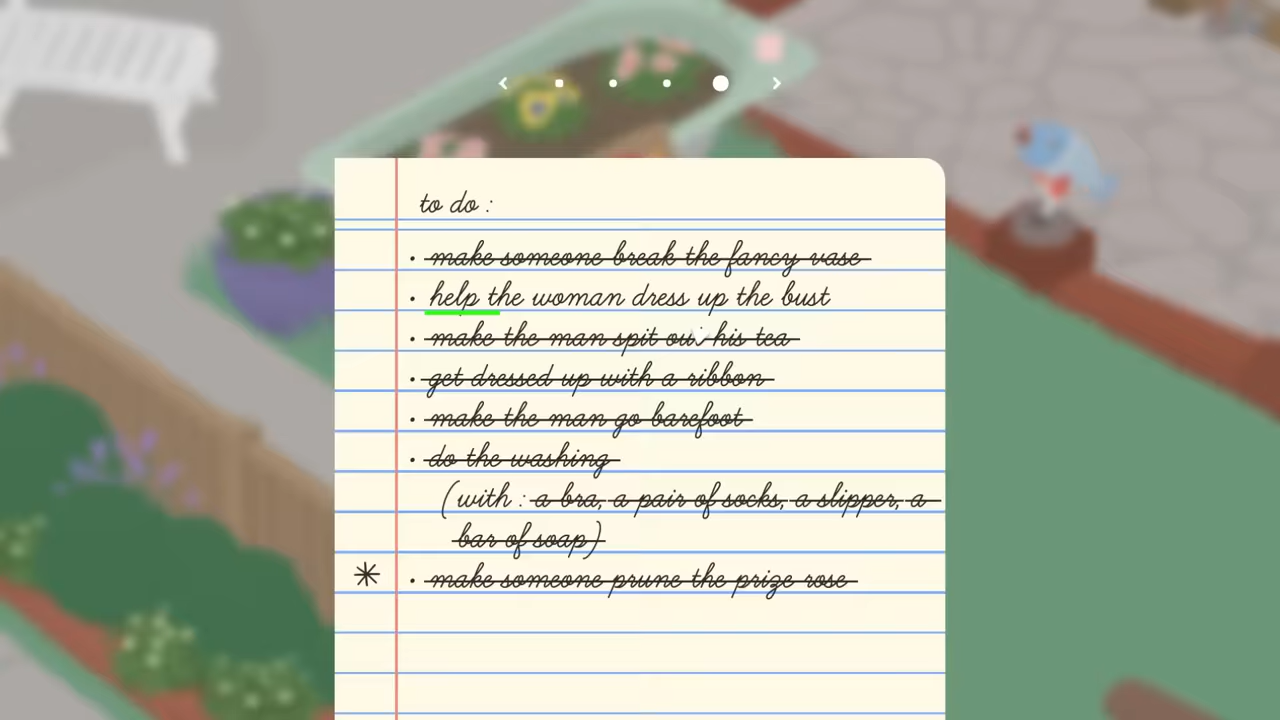 to do :
• make someone break the fancy vase
• help the woman dress up the bust
• make the man spit out his tea
• get dressed up with a ribbon
• make the man go barefoot
• do the washing
(with : a bra, a pair of socks, a slipper, a
bar of soap)
• make someone prune the prize rose